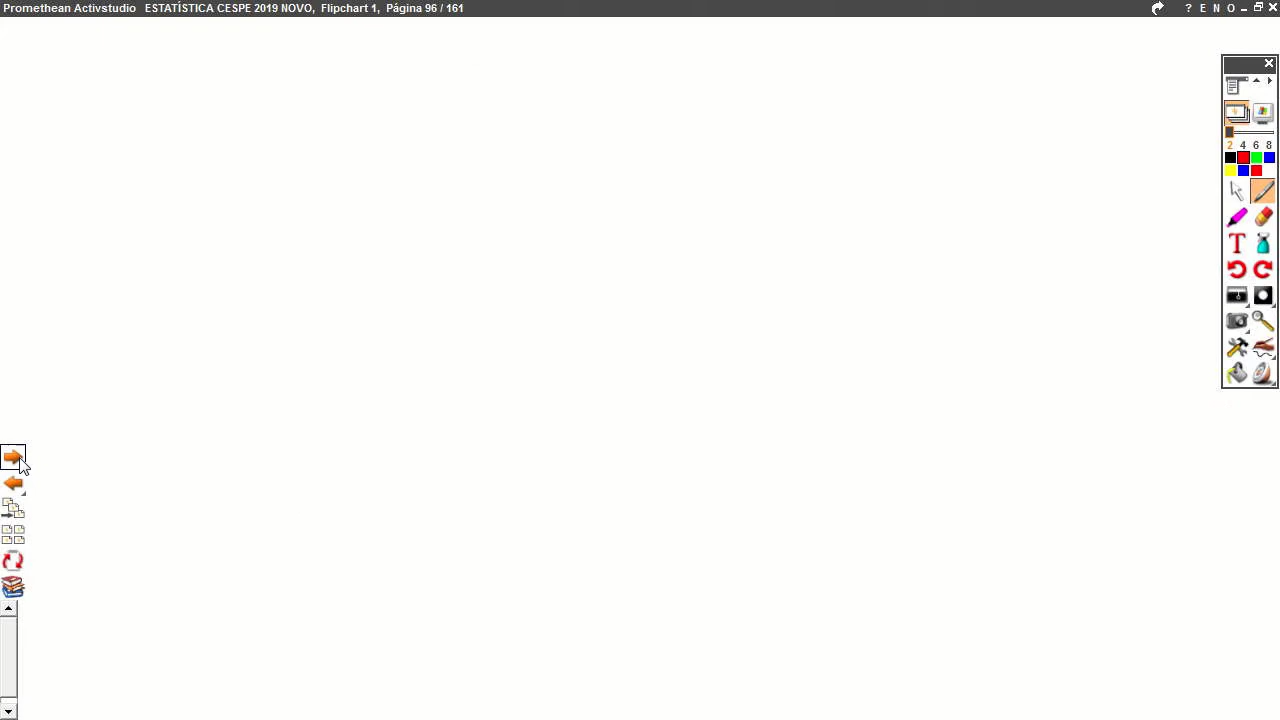 Promethean Activstudio ESTATÍSTICA CESPE 2019 NOVO, Flipchart 1, Página 96 / 161
? E N O
2 4 6 8
T